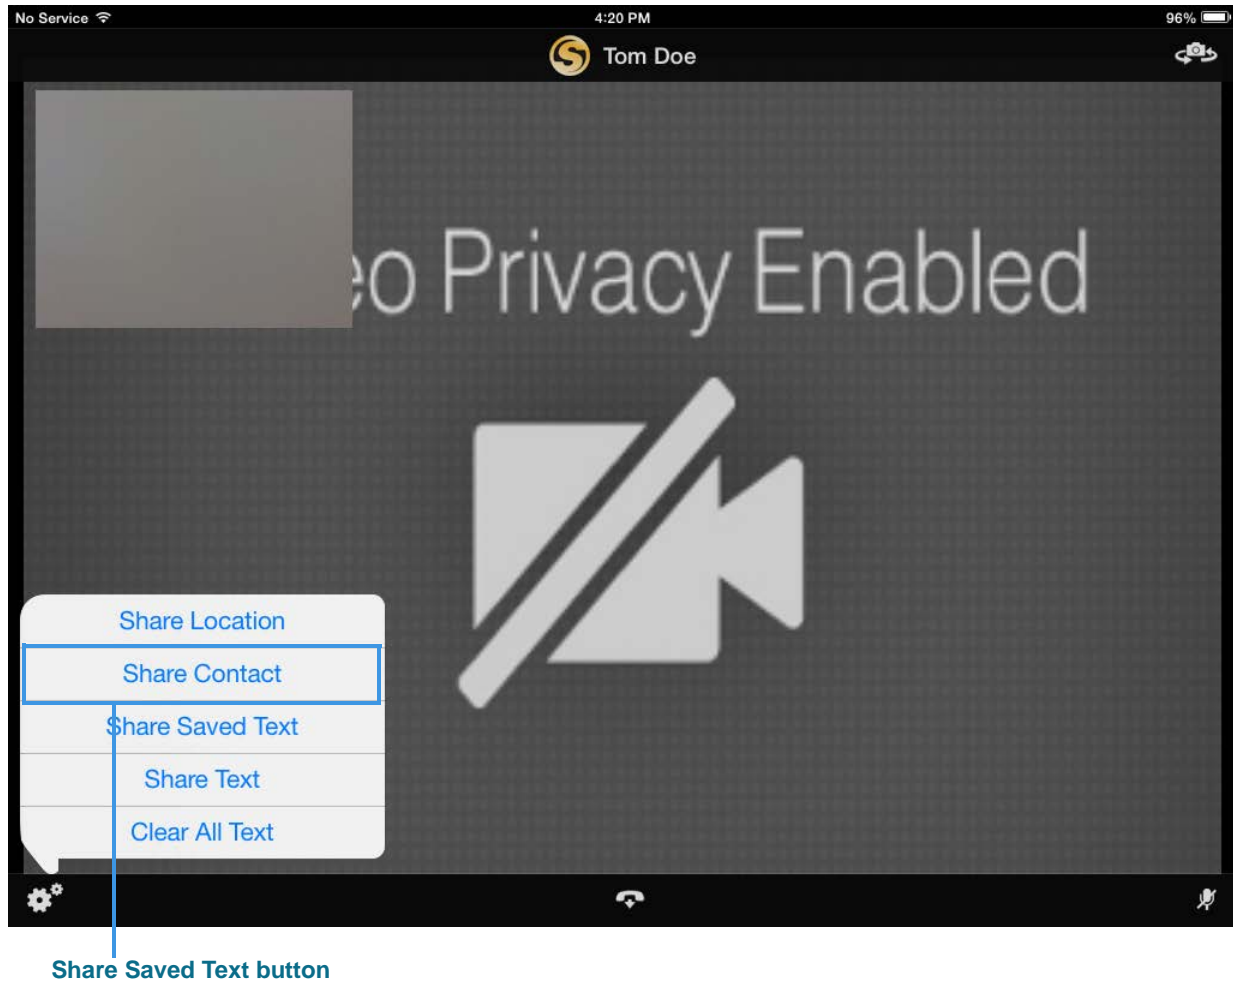 No Service
4:20 PM
96%
Tom Doe
eo Privacy Enabled
Share Location
Share Contact
Share Saved Text
Share Text
Clear All Text
Share Saved Text button